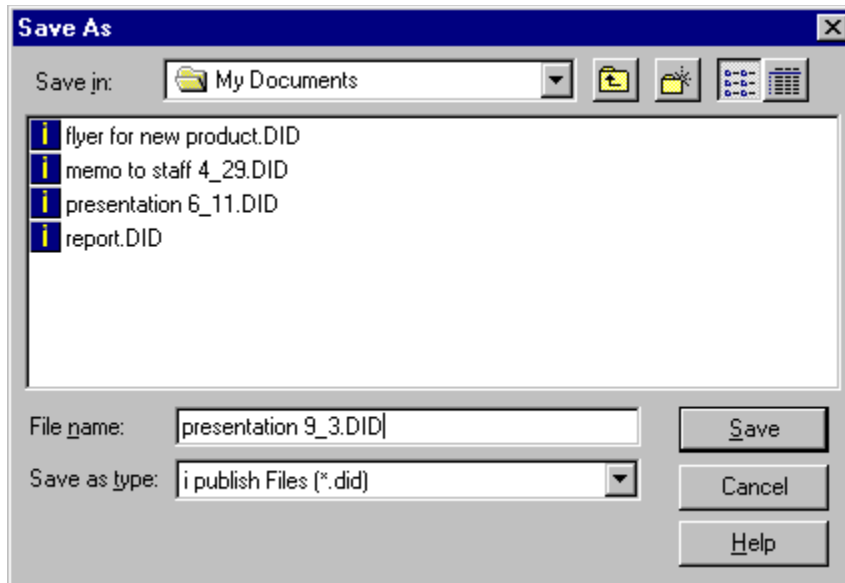 Save As
Save in: My Documents
i flyer for new product.DID
i memo to staff 4_29.DID
i presentation 6_11.DID
i report.DID
File name: presentation 9_3.DID Save
Save as type: i publish Files (*.did) Cancel
Help